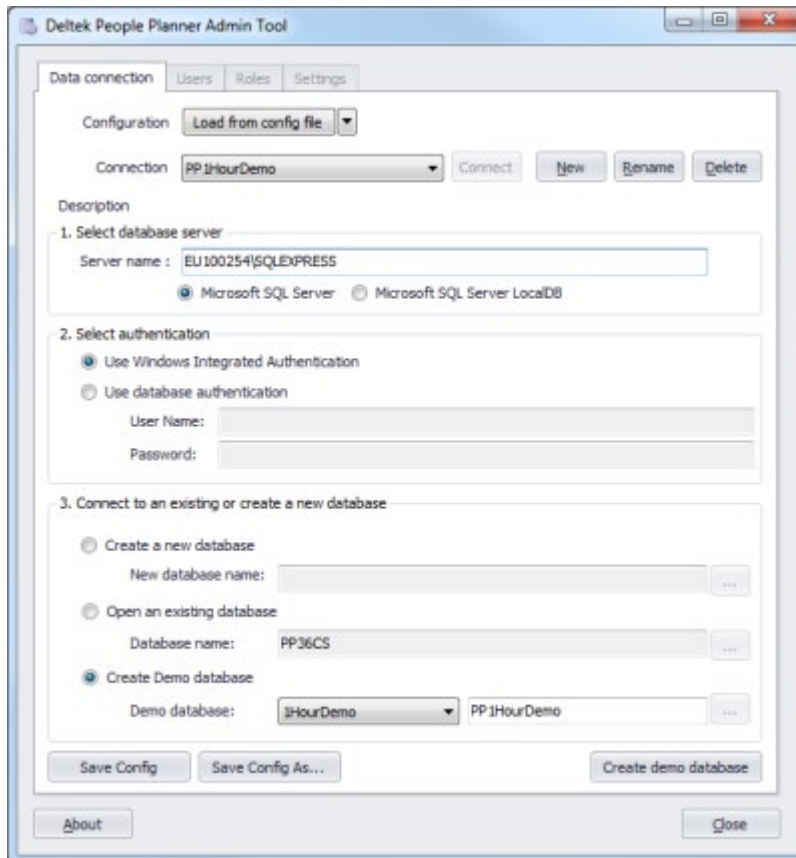 Deltek People Planner Admin Tool
Data connection Users Roles Settings
Configuration Load from config file
Connection PP1HourDemo Connect New Rename Delete
Description
1. Select database server
Server name : EU100254\SQLEXPRESS
Microsoft SQL Server Microsoft SQL Server LocalDB
2. Select authentication
Use Windows Integrated Authentication
Use database authentication
User Name:
Password:
3. Connect to an existing or create a new database
Create a new database
New database name: ...
Open an existing database
Database name: PP36CS ...
Create Demo database
Demo database: 1HourDemo PP1HourDemo ...
Save Config Save Config As... Create demo database
About Close